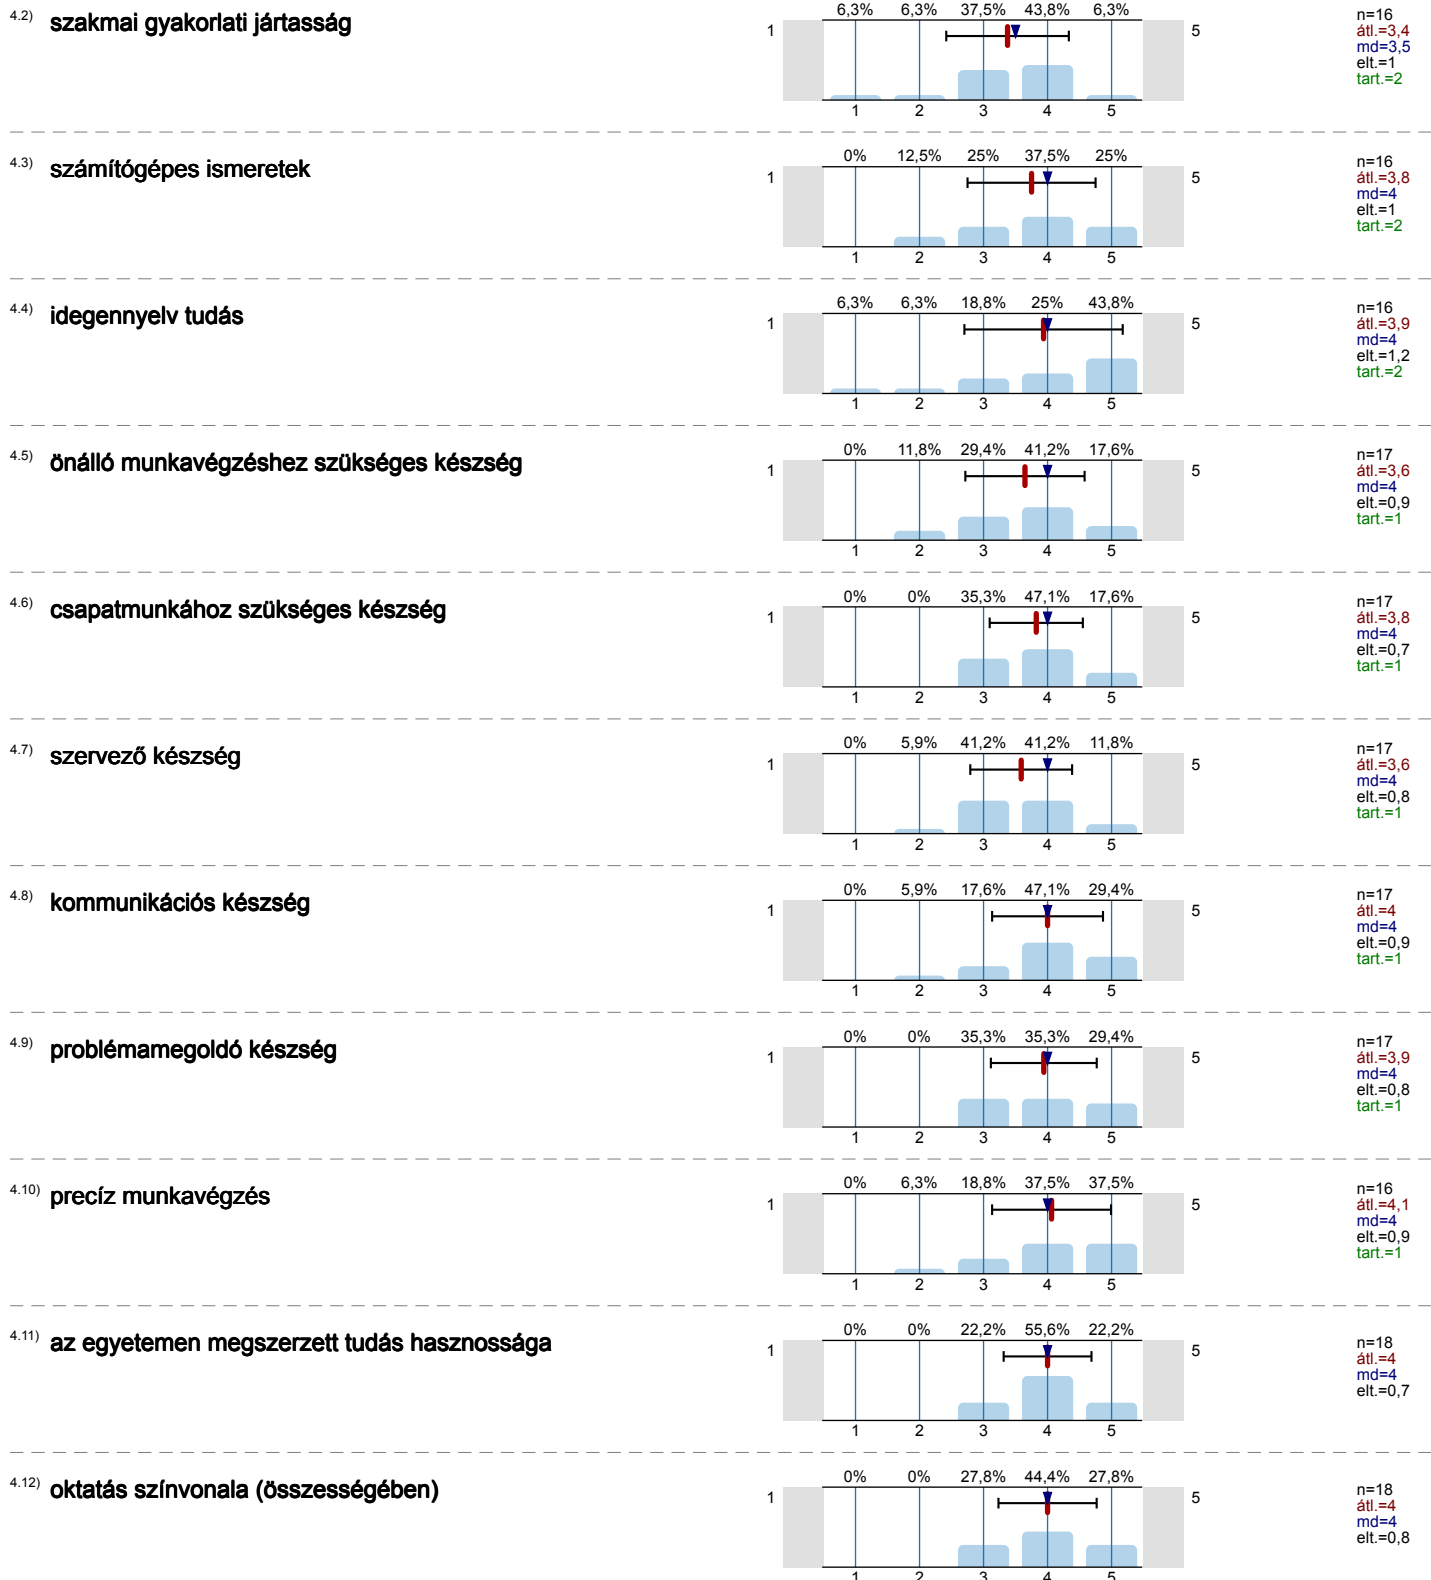 4.2) szakmai gyakorlati jártasság
6,3% 6,3% 37,5% 43,8% 6,3%
1 5
1 2 3 4 5
n=16
átl.=3,4
md=3,5
elt.=1
tart.=2
4.3) számítógépes ismeretek
0% 12,5% 25% 37,5% 25%
1 5
1 2 3 4 5
n=16
átl.=3,8
md=4
elt.=1
tart.=2
4.4) idegennyelv tudás
6,3% 6,3% 18,8% 25% 43,8%
1 5
1 2 3 4 5
n=16
átl.=3,9
md=4
elt.=1,2
tart.=2
4.5) önálló munkavégzéshez szükséges készség
0% 11,8% 29,4% 41,2% 17,6%
1 5
1 2 3 4 5
n=17
átl.=3,6
md=4
elt.=0,9
tart.=1
4.6) csapatmunkához szükséges készség
0% 0% 35,3% 47,1% 17,6%
1 5
1 2 3 4 5
n=17
átl.=3,8
md=4
elt.=0,7
tart.=1
4.7) szervező készség
0% 5,9% 41,2% 41,2% 11,8%
1 5
1 2 3 4 5
n=17
átl.=3,6
md=4
elt.=0,8
tart.=1
4.8) kommunikációs készség
0% 5,9% 17,6% 47,1% 29,4%
1 5
1 2 3 4 5
n=17
átl.=4
md=4
elt.=0,9
tart.=1
4.9) problémamegoldó készség
0% 0% 35,3% 35,3% 29,4%
1 5
1 2 3 4 5
n=17
átl.=3,9
md=4
elt.=0,8
tart.=1
4.10) precíz munkavégzés
0% 6,3% 18,8% 37,5% 37,5%
1 5
1 2 3 4 5
n=16
átl.=4,1
md=4
elt.=0,9
tart.=1
4.11) az egyetemen megszerzett tudás hasznossága
0% 0% 22,2% 55,6% 22,2%
1 5
1 2 3 4 5
n=18
átl.=4
md=4
elt.=0,7
4.12) oktatás színvonala (összességében)
0% 0% 27,8% 44,4% 27,8%
1 5
1 2 3 4 5
n=18
átl.=4
md=4
elt.=0,8